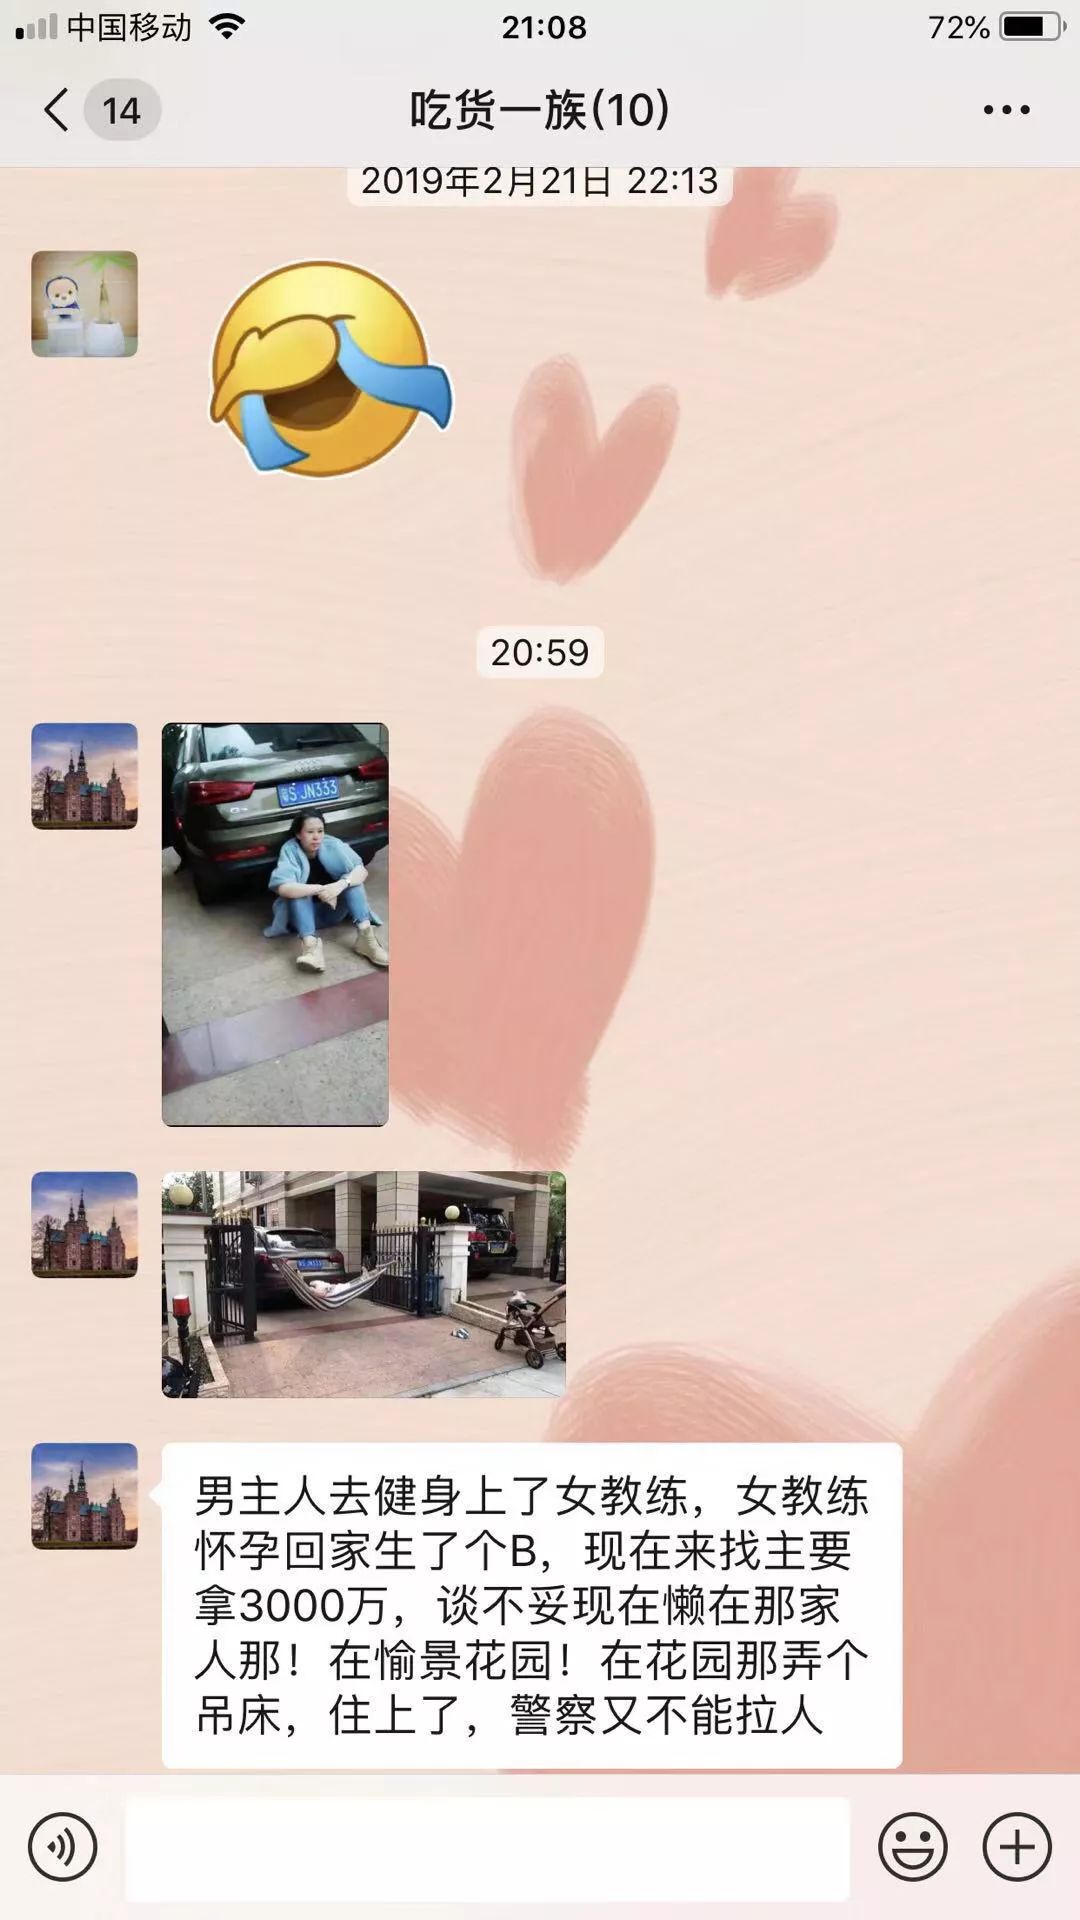 中国移动
21:08
72%
14
吃货一族(10)
2019年2月21日 22:13
20:59
粤S JN333
男主人去健身上了女教练，女教练
怀孕回家生了个B，现在来找主要
拿3000万，谈不妥现在懒在那家
人那！在愉景花园！在花园那弄个
吊床，住上了，警察又不能拉人